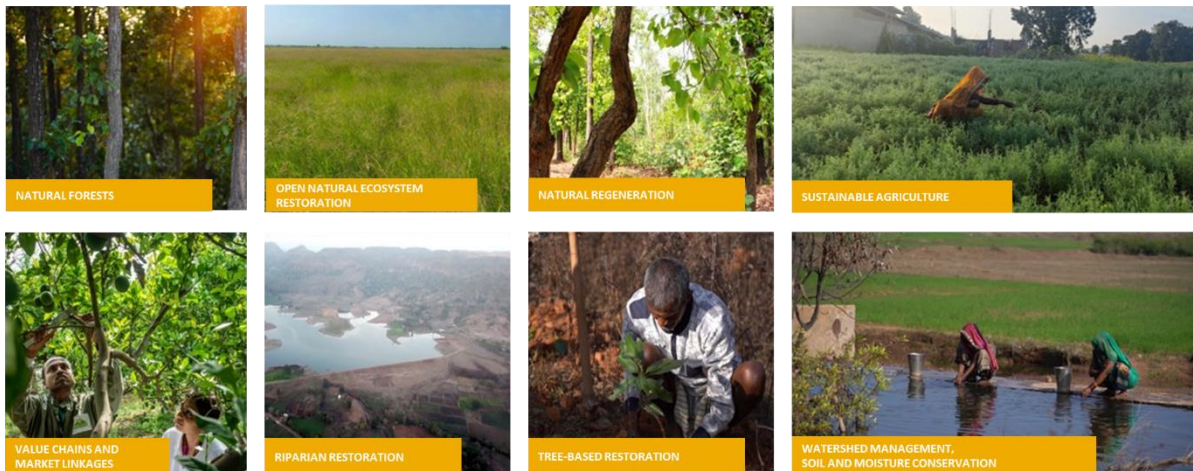 NATURAL FORESTS
OPEN NATURAL ECOSYSTEM
RESTORATION
NATURAL REGENERATION
SUSTAINABLE AGRICULTURE
VALUE CHAINS AND
MARKET LINKAGES
RIPARIAN RESTORATION
TREE-BASED RESTORATION
WATERSHED MANAGEMENT,
SOIL AND MOISTURE CONSERVATION